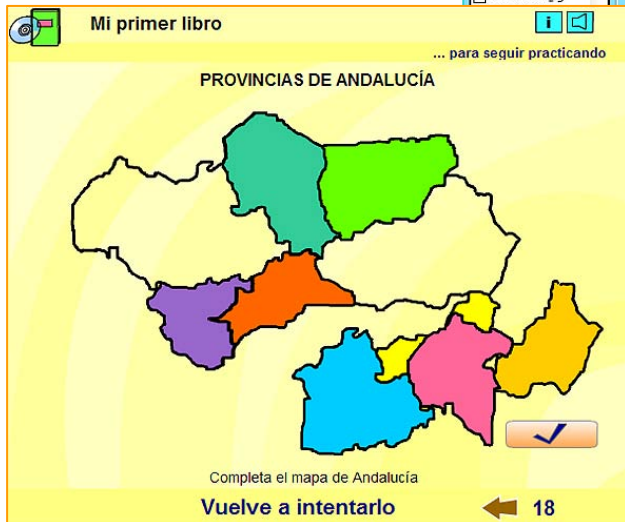 Mi primer libro
i
... para seguir practicando
PROVINCIAS DE ANDALUCÍA
Completa el mapa de Andalucía
Vuelve a intentarlo
18